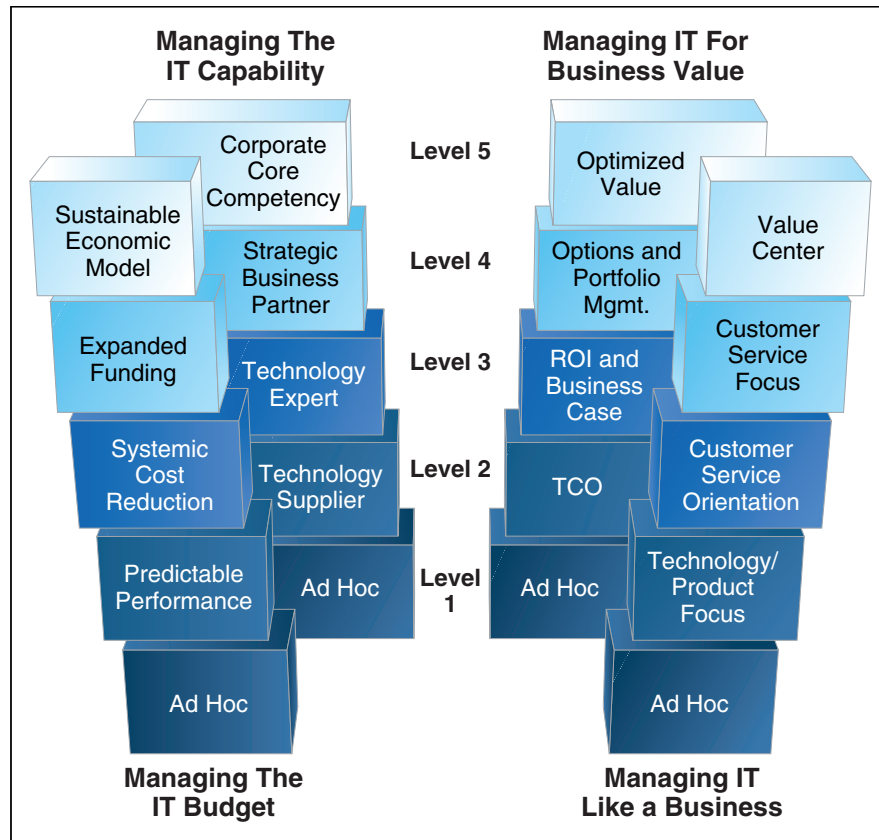 Managing The
IT Capability
Managing IT For
Business Value
Corporate
Core
Competency
Level 5
Optimized
Value
Sustainable
Economic
Model
Value
Center
Strategic
Business
Partner
Level 4
Options and
Portfolio
Mgmt.
Expanded
Funding
Customer
Service
Focus
Technology
Expert
Level 3
ROI and
Business
Case
Systemic
Cost
Reduction
Customer
Service
Orientation
Technology
Supplier
Level 2
TCO
Predictable
Performance
Technology/
Product
Focus
Ad Hoc
Level
1
Ad Hoc
Ad Hoc
Ad Hoc
Managing The
IT Budget
Managing IT
Like a Business